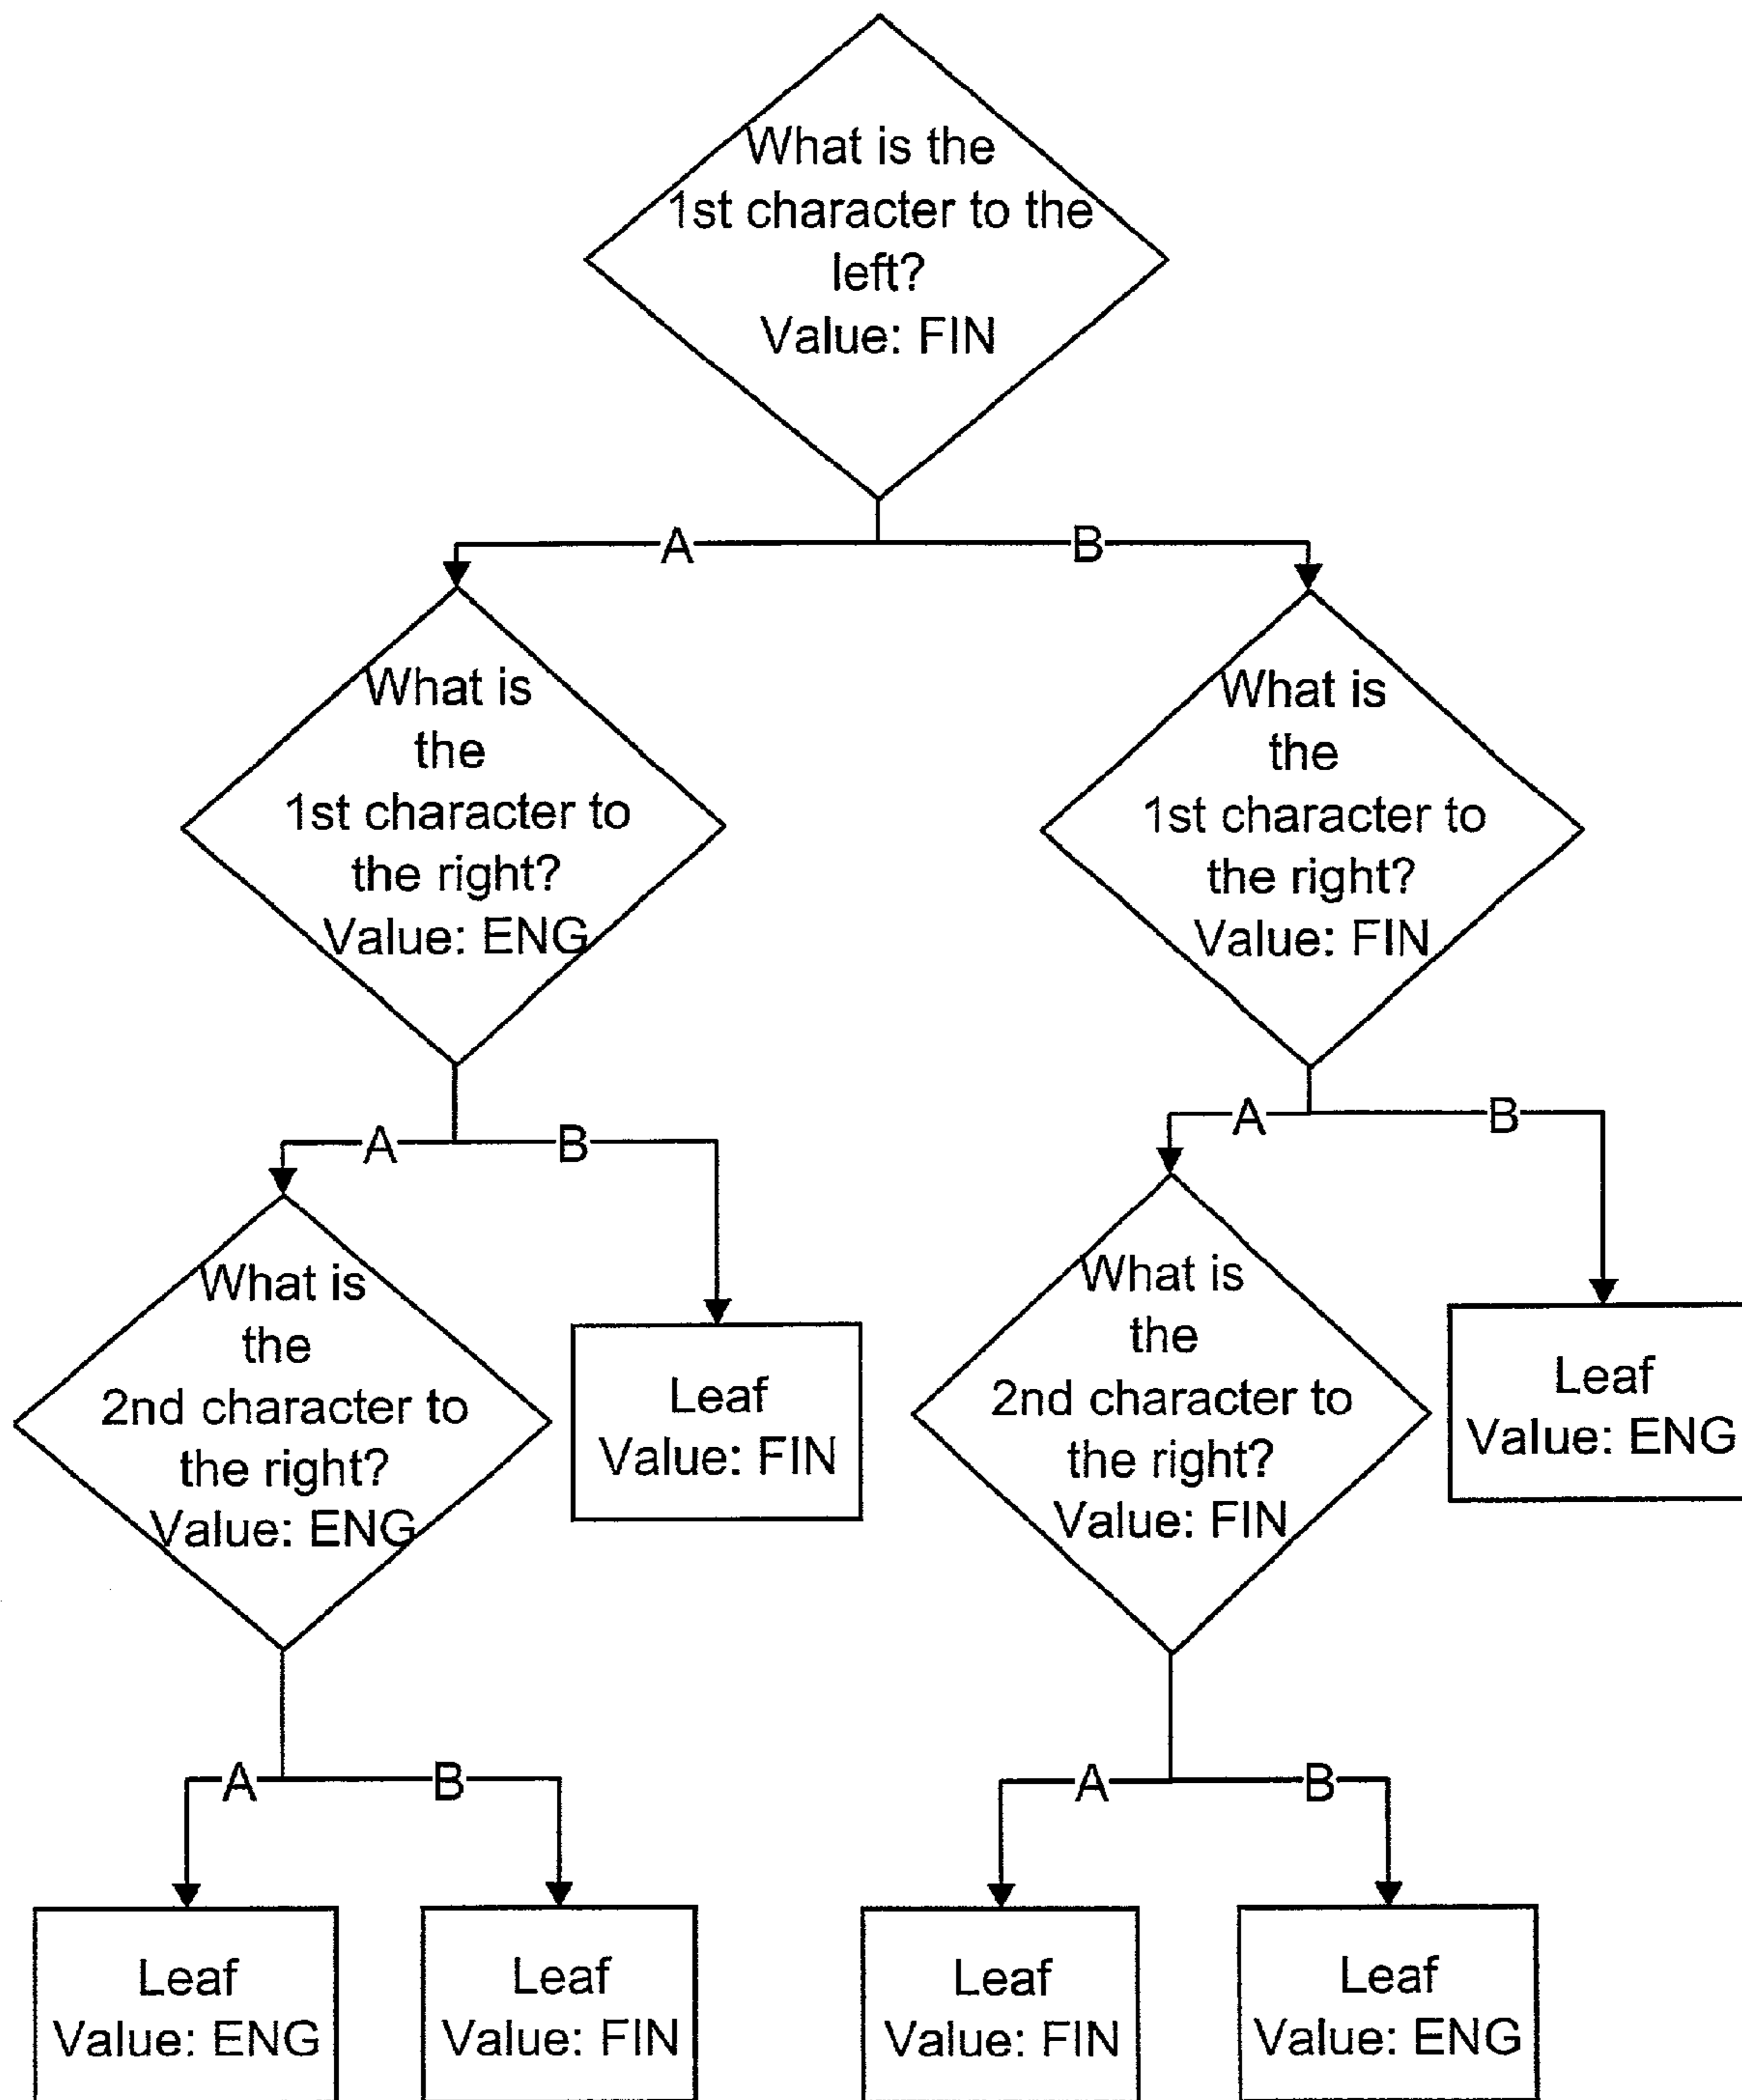 What is the
1st character to the
left?
Value: FIN
A
B
What is
the
1st character to
the right?
Value: ENG
What is
the
1st character to
the right?
Value: FIN
A
B
A
B
What is
the
2nd character to
the right?
Value: ENG
Leaf
Value: FIN
What is
the
2nd character to
the right?
Value: FIN
Leaf
Value: ENG
A
B
A
B
Leaf
Value: ENG
Leaf
Value: FIN
Leaf
Value: FIN
Leaf
Value: ENG